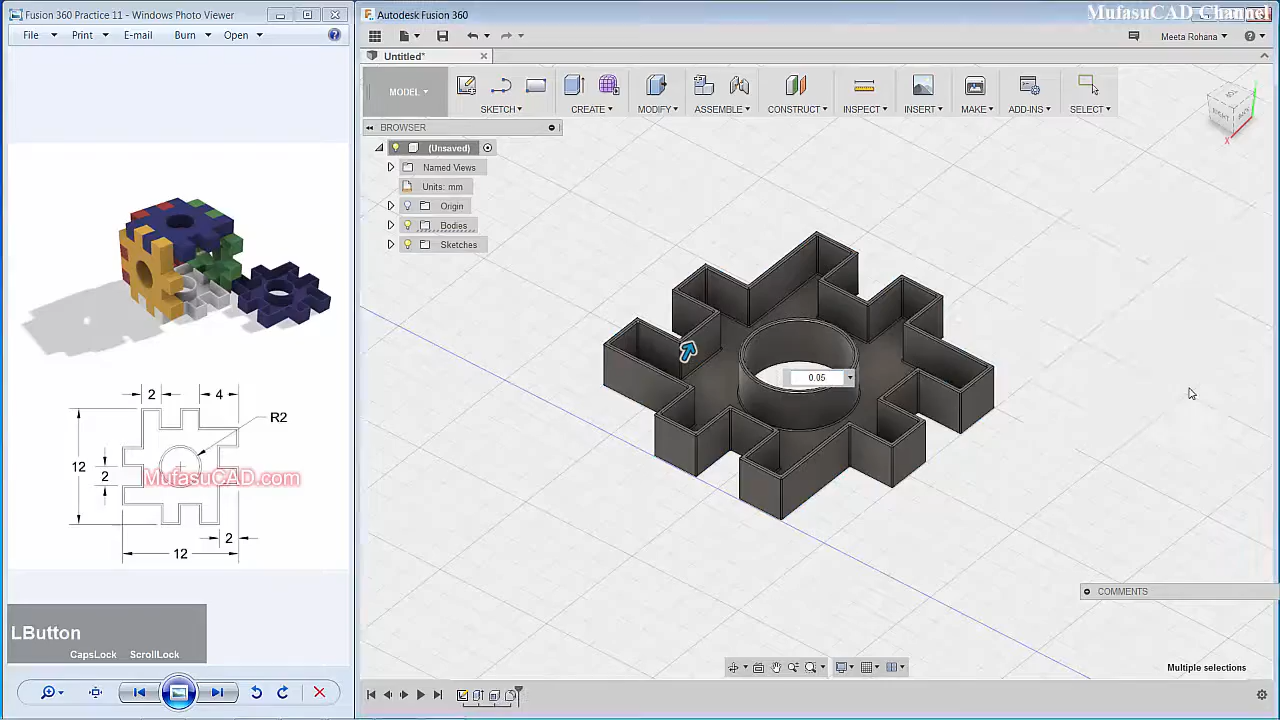 Fusion 360 Practice 11 - Windows Photo Viewer
File
Print
E-mail
Burn
Open
2
4
R2
12
2
MufasuCAD.com
2
12
LButton
CapsLock ScrollLock
Autodesk Fusion 360
MufasuCAD Channel
Meeta Rohana
Untitled*
MODEL
SKETCH
CREATE
MODIFY
ASSEMBLE
CONSTRUCT
INSPECT
INSERT
MAKE
ADD-INS
SELECT
BROWSER
(Unsaved)
Named Views
Units: mm
Origin
Bodies
Sketches
RIGHT
X
0.05
COMMENTS
Multiple selections